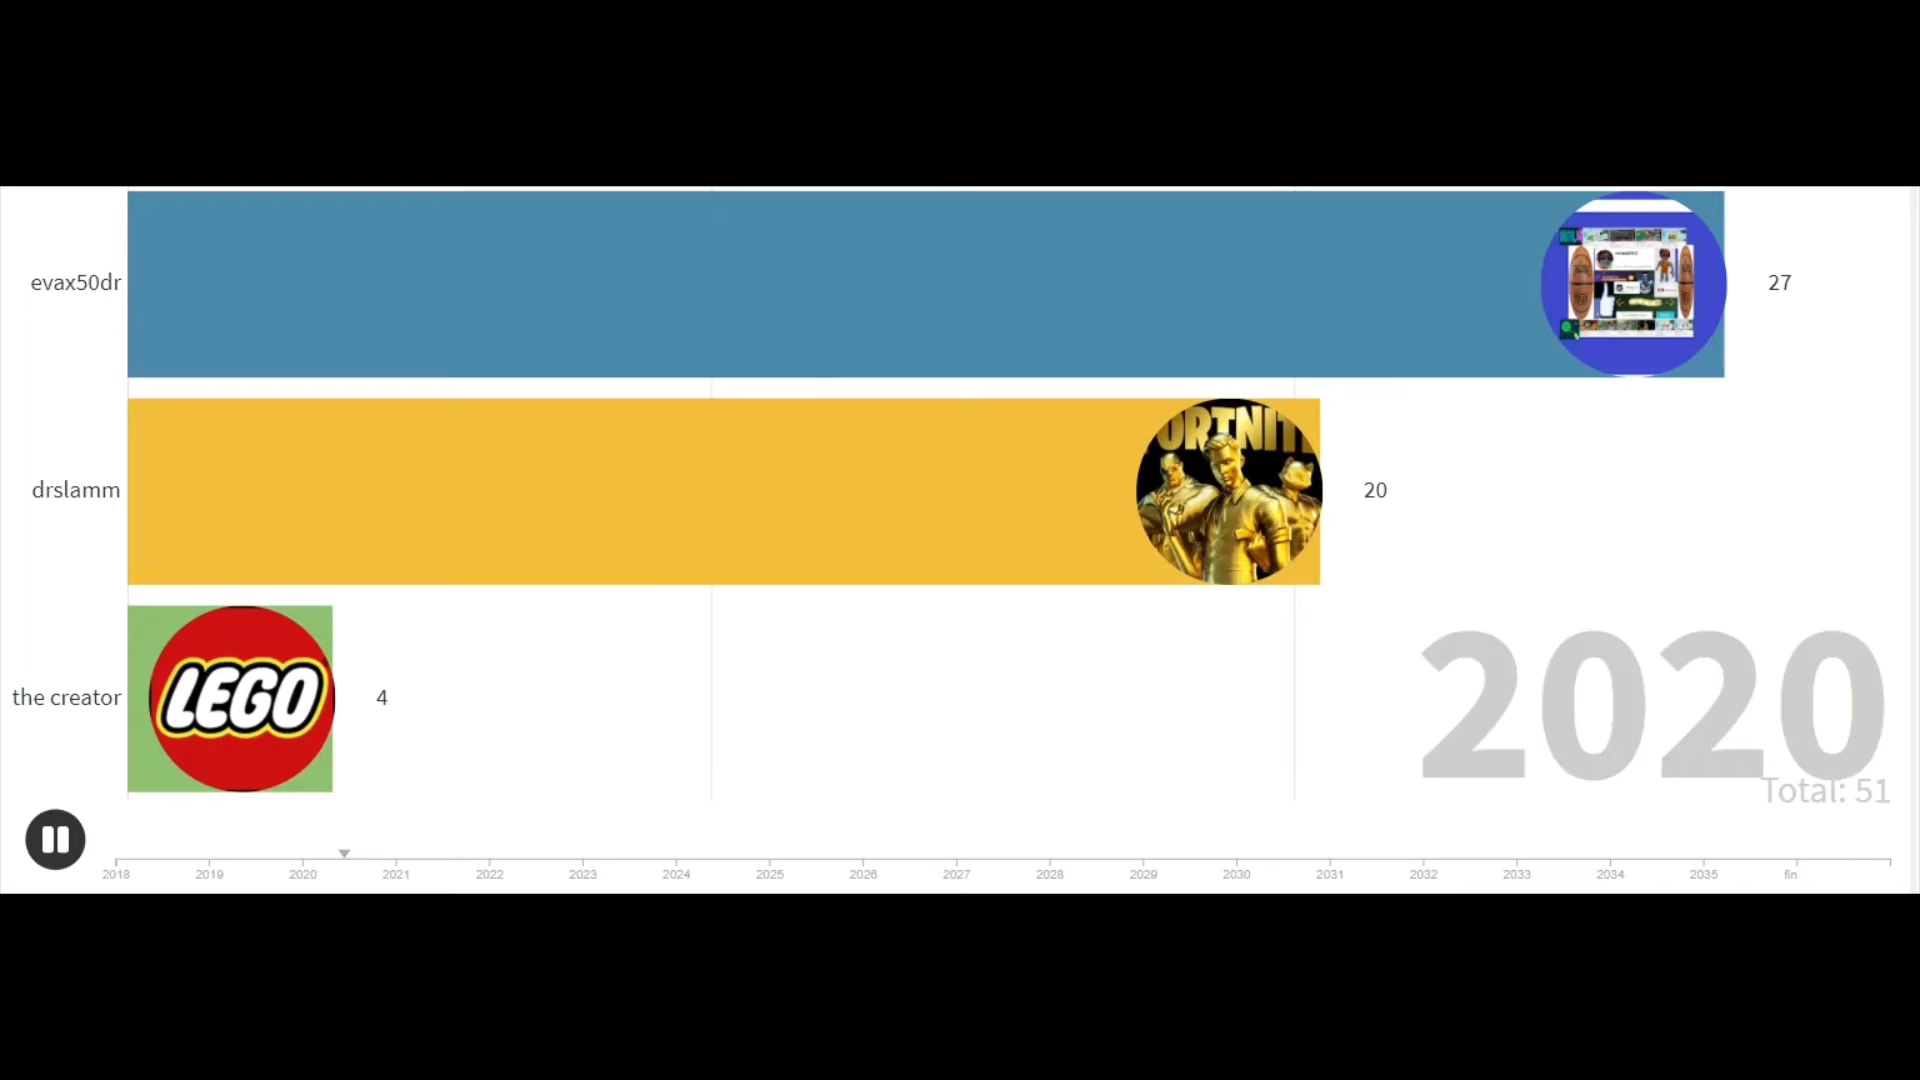 evax50dr
27
ORTNIT
drslamm
20
LEGO
the creator
4
2020
Total: 51
2018 2019 2020 2021 2022 2023 2024 2025 2026 2027 2028 2029 2030 2031 2032 2033 2034 2035 fin